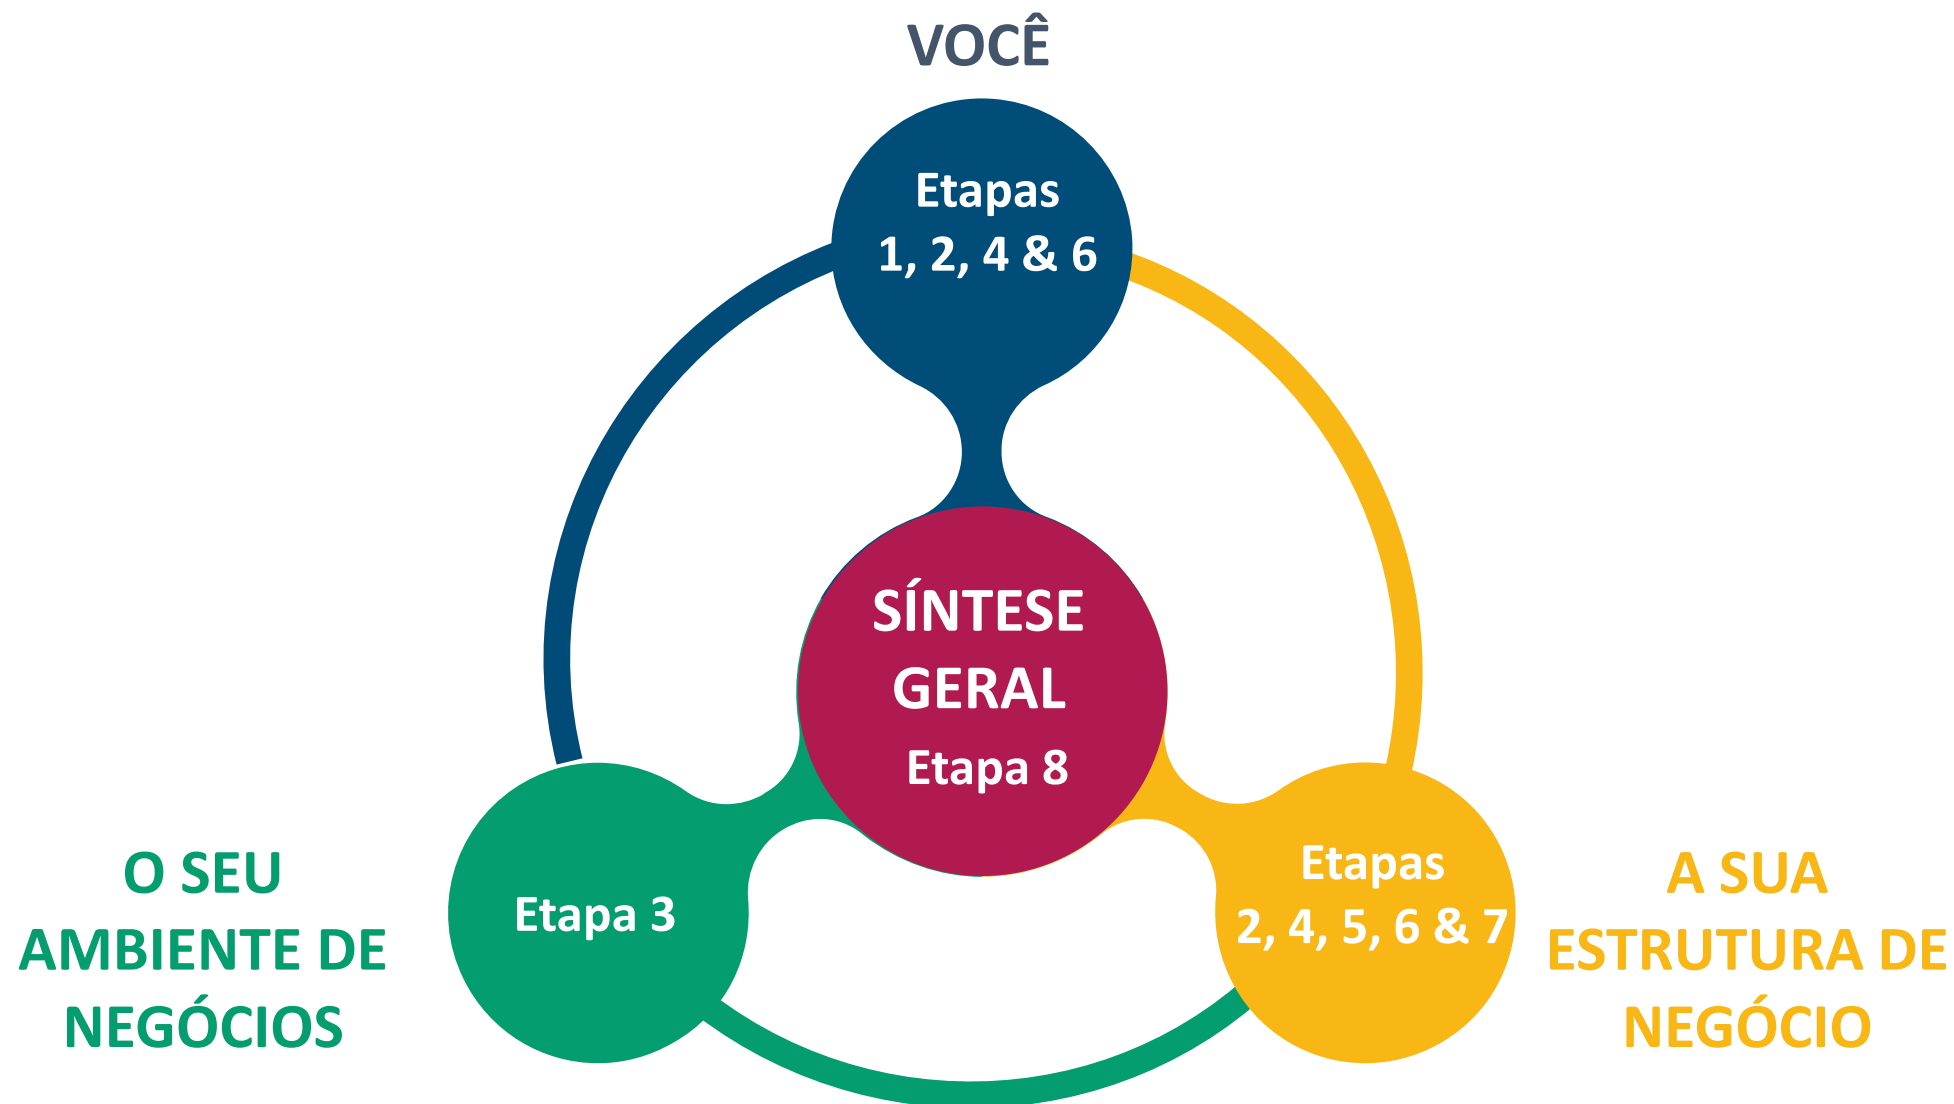 VOCÊ
Etapas
1, 2, 4 & 6
SÍNTESE
GERAL
Etapa 8
O SEU
AMBIENTE DE
NEGÓCIOS
Etapa 3
Etapas
2, 4, 5, 6 & 7
A SUA
ESTRUTURA DE
NEGÓCIO